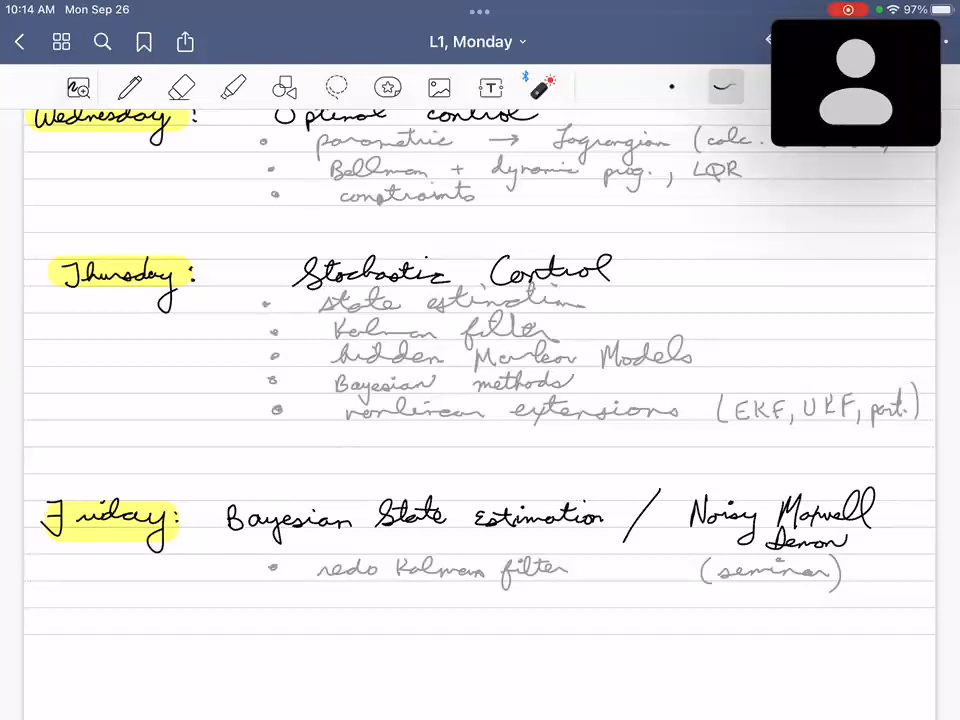 10:14 AM Mon Sep 26
97%
L1, Monday
Wednesday: Optimal control
• parametric → Lagrangian (calc.
• Bellman + dynamic prog., LQR
• constraints
Thursday: Stochastic Control
• state estimation
• Kalman filter
• hidden Markov Models
• Bayesian methods
• nonlinear extensions (EKF, UKF, part.)
Friday: Bayesian State Estimation / Noisy Maxwell
Demon
• redo Kalman filter (seminar)